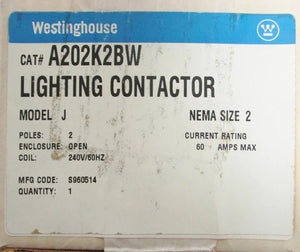 Westinghouse
CAT# A202K2BW
LIGHTING CONTACTOR
MODEL J NEMA SIZE 2
POLES: 2 CURRENT RATING
ENCLOSURE: OPEN 60 AMPS MAX
COIL: 240V/60HZ
MFG CODE: S960514
QUANTITY: 1